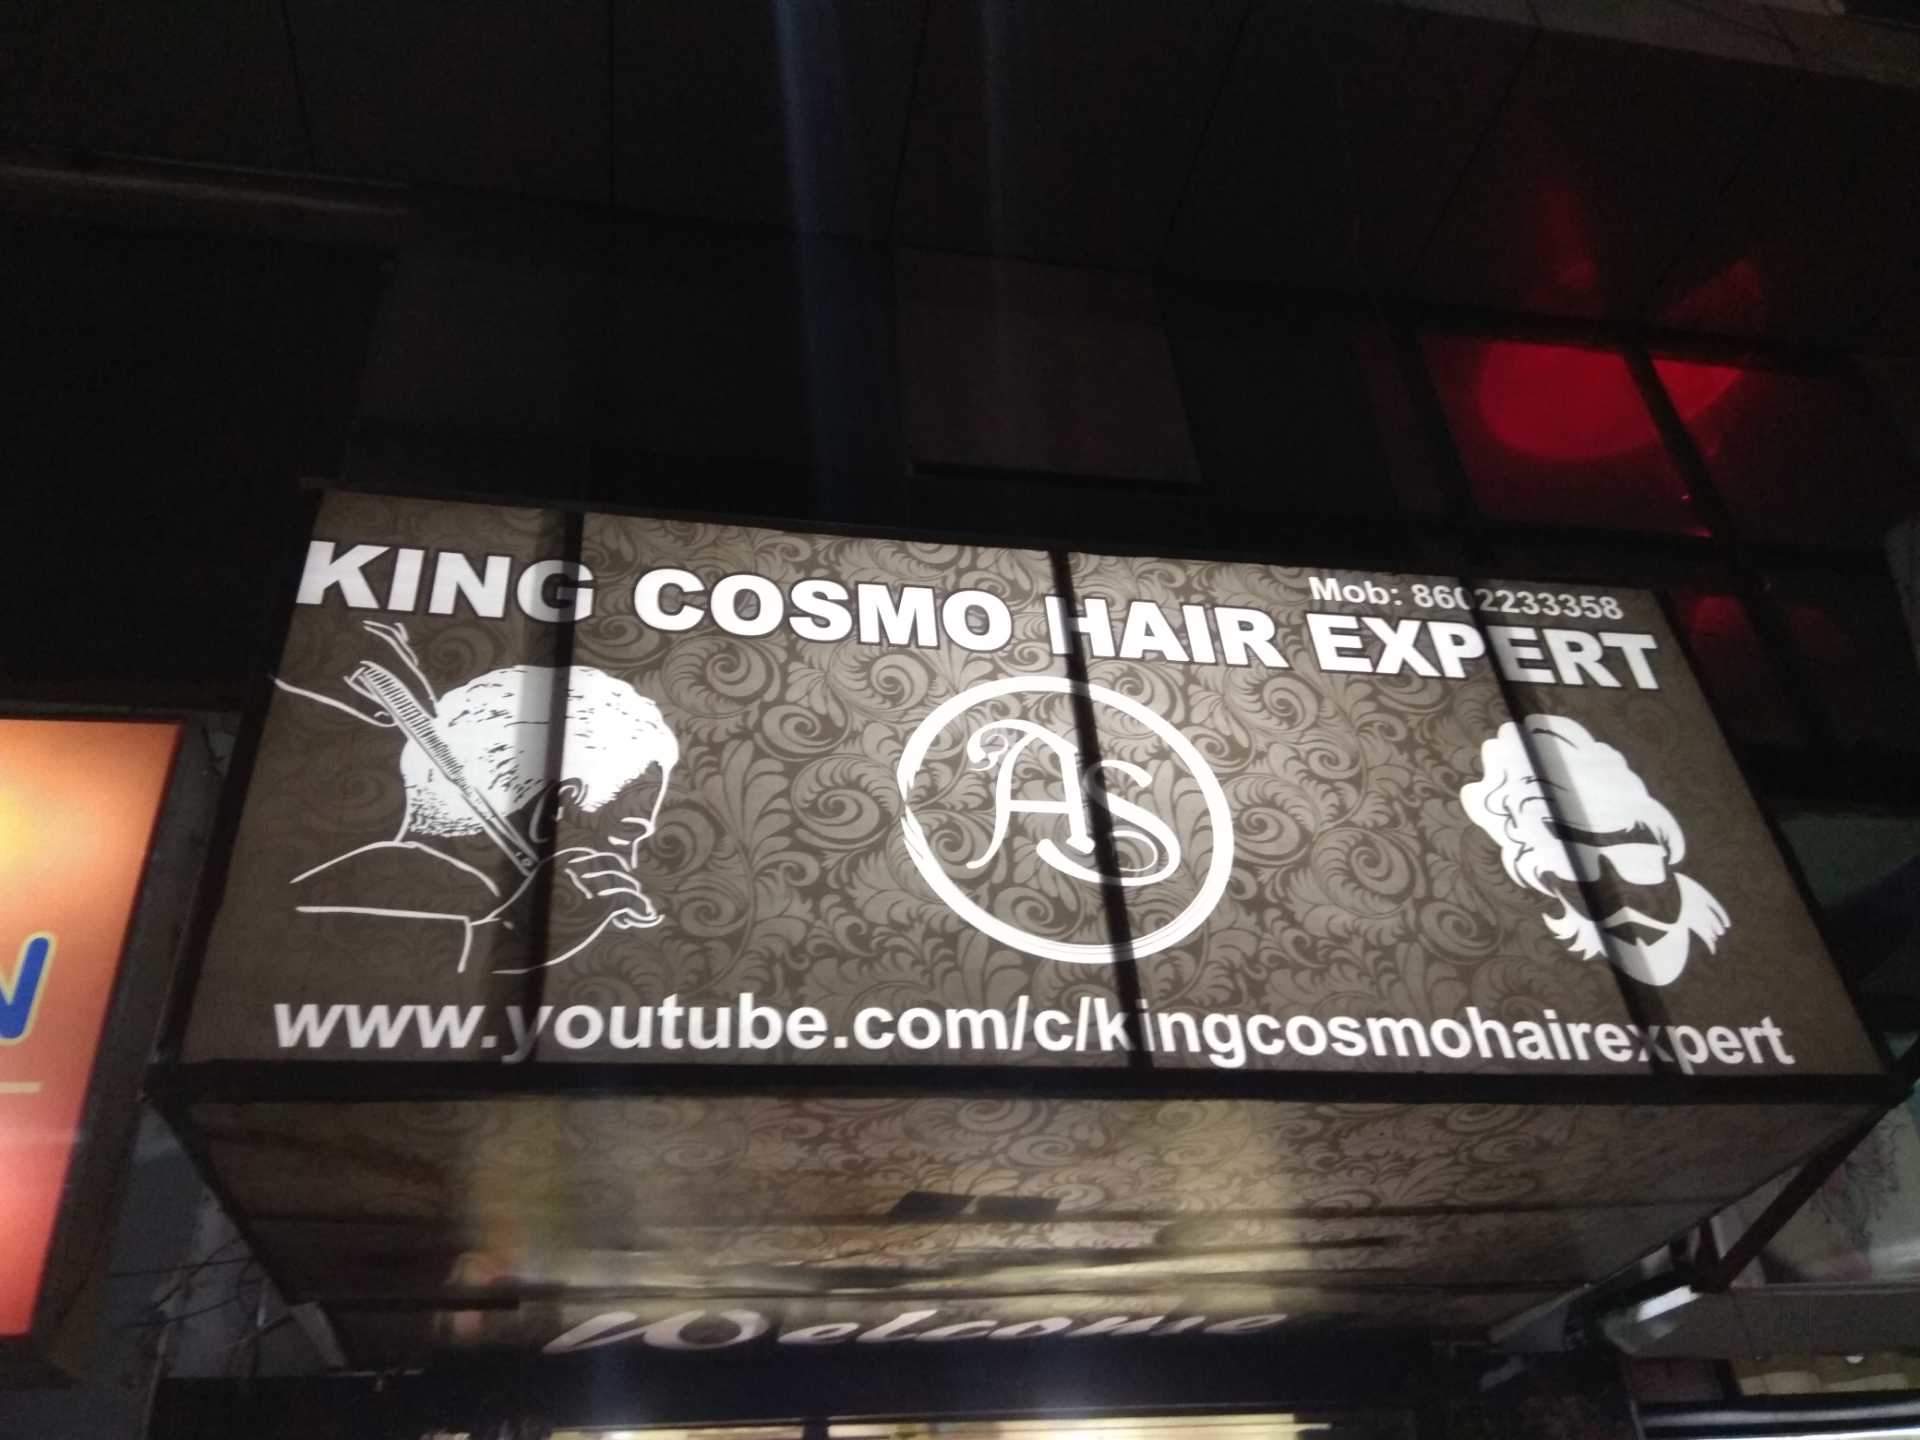 Mob: 8602233358
KING COSMO HAIR EXPERT
AS
www.youtube.com/c/kingcosmohairexpert
Welcome
N